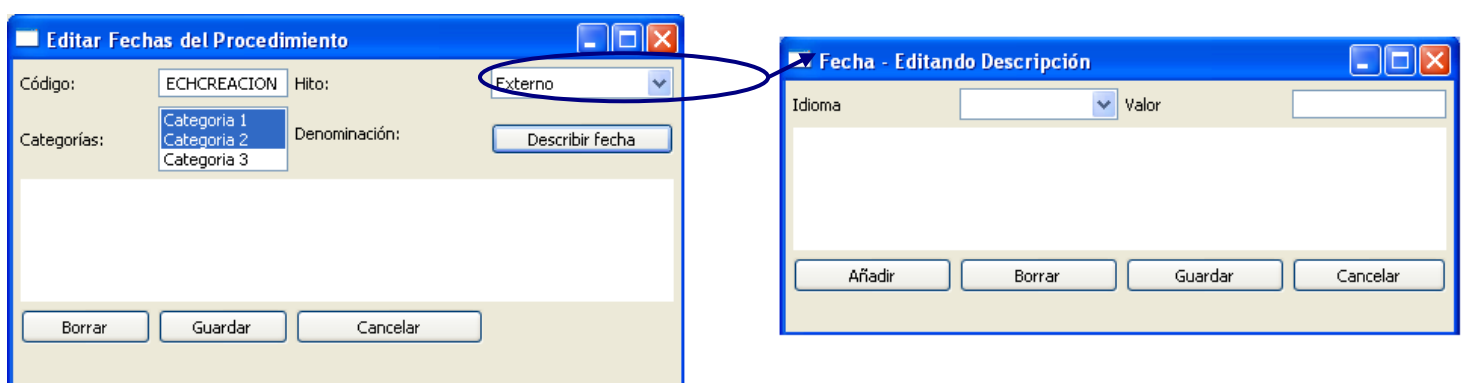 Editar Fechas del Procedimiento
Código: ECHCREACION Hito: Externo
Categorías: Categoria 1
Categoria 2
Categoria 3
Denominación: Describir fecha
Borrar Guardar Cancelar
Fecha - Editando Descripción
Idioma Valor
Añadir Borrar Guardar Cancelar